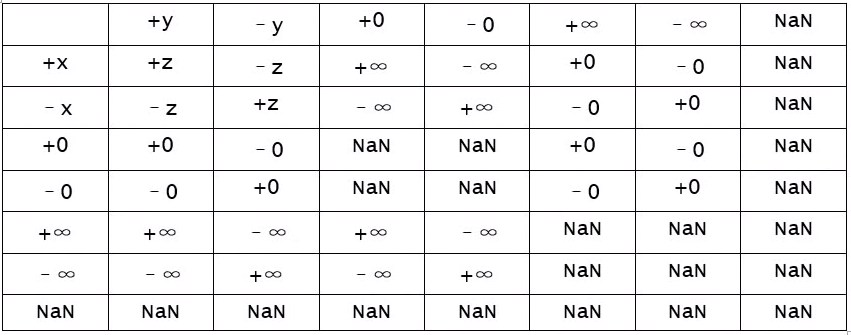 +y - y +0 - 0 +∞ - ∞ NaN
+x +z - z +∞ - ∞ +0 - 0 NaN
- x - z +z - ∞ +∞ - 0 +0 NaN
+0 +0 - 0 NaN NaN +0 - 0 NaN
- 0 - 0 +0 NaN NaN - 0 +0 NaN
+∞ +∞ - ∞ +∞ - ∞ NaN NaN NaN
- ∞ - ∞ +∞ - ∞ +∞ NaN NaN NaN
NaN NaN NaN NaN NaN NaN NaN NaN